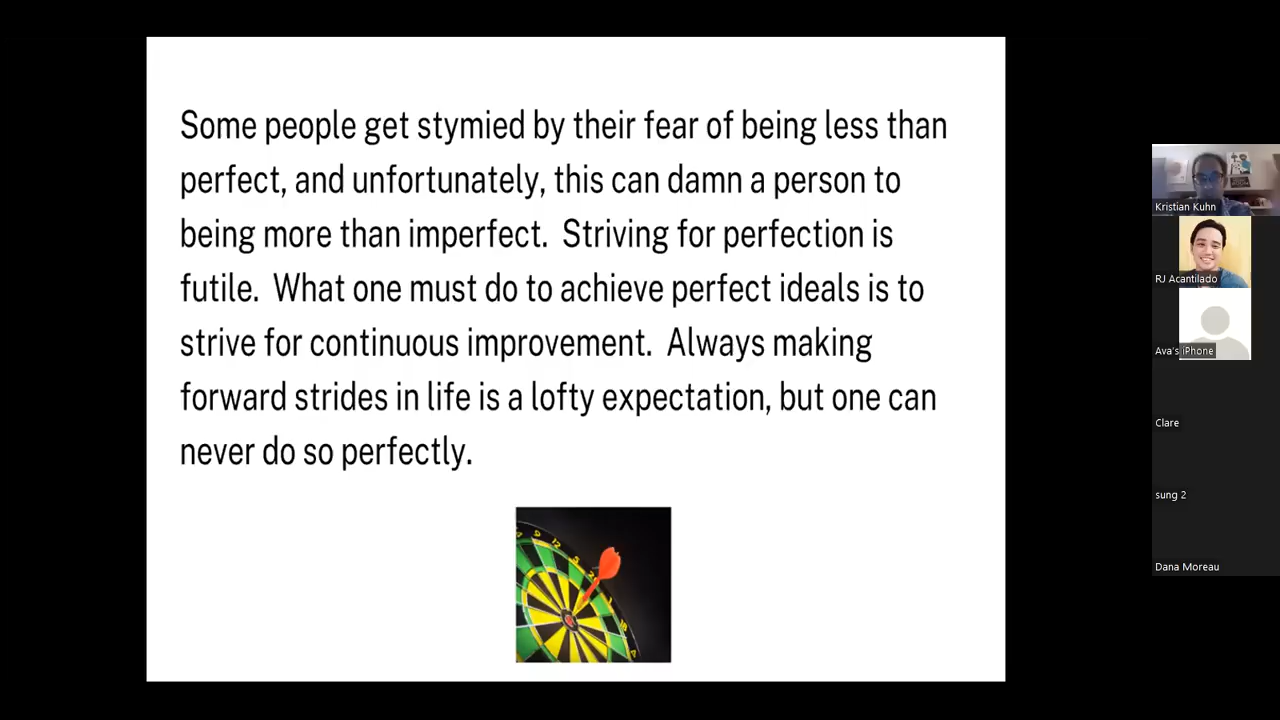 Some people get stymied by their fear of being less than
perfect, and unfortunately, this can damn a person to
being more than imperfect.  Striving for perfection is
futile.  What one must do to achieve perfect ideals is to
strive for continuous improvement.  Always making
forward strides in life is a lofty expectation, but one can
never do so perfectly.
Kristian Kuhn
RJ Acantilado
Ava's iPhone
Clare
sung 2
Dana Moreau